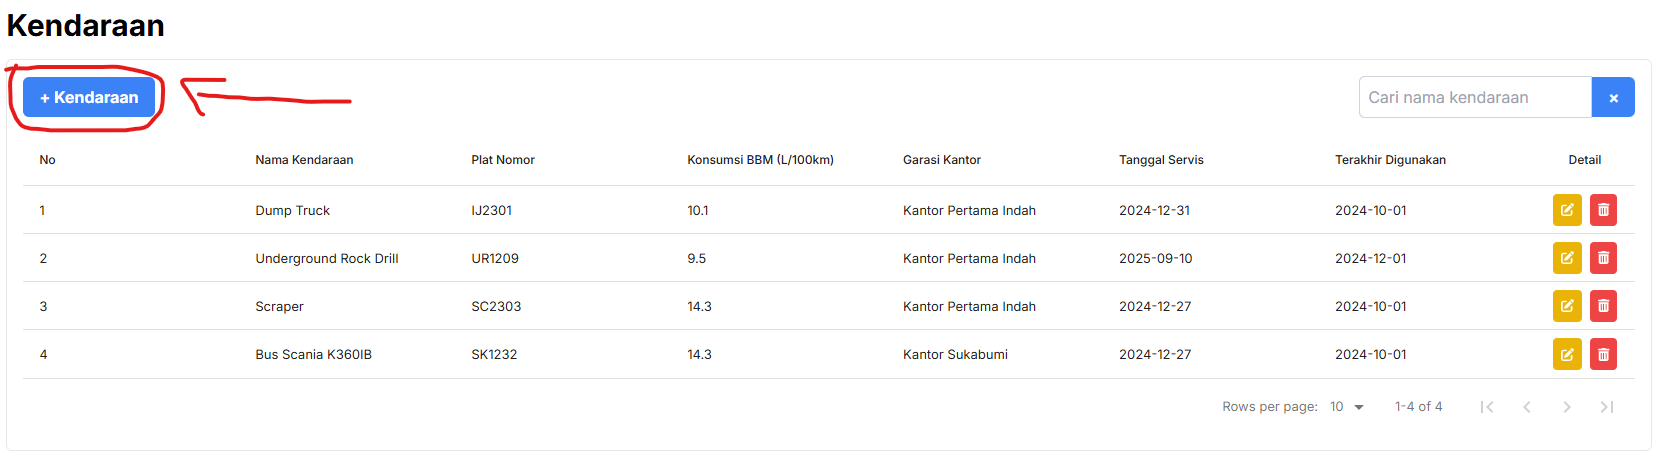 Kendaraan
+ Kendaraan
Cari nama kendaraan ×
No Nama Kendaraan Plat Nomor Konsumsi BBM (L/100km) Garasi Kantor Tanggal Servis Terakhir Digunakan Detail
1 Dump Truck IJ2301 10.1 Kantor Pertama Indah 2024-12-31 2024-10-01
2 Underground Rock Drill UR1209 9.5 Kantor Pertama Indah 2025-09-10 2024-12-01
3 Scraper SC2303 14.3 Kantor Pertama Indah 2024-12-27 2024-10-01
4 Bus Scania K360IB SK1232 14.3 Kantor Sukabumi 2024-12-27 2024-10-01
Rows per page: 10 1-4 of 4